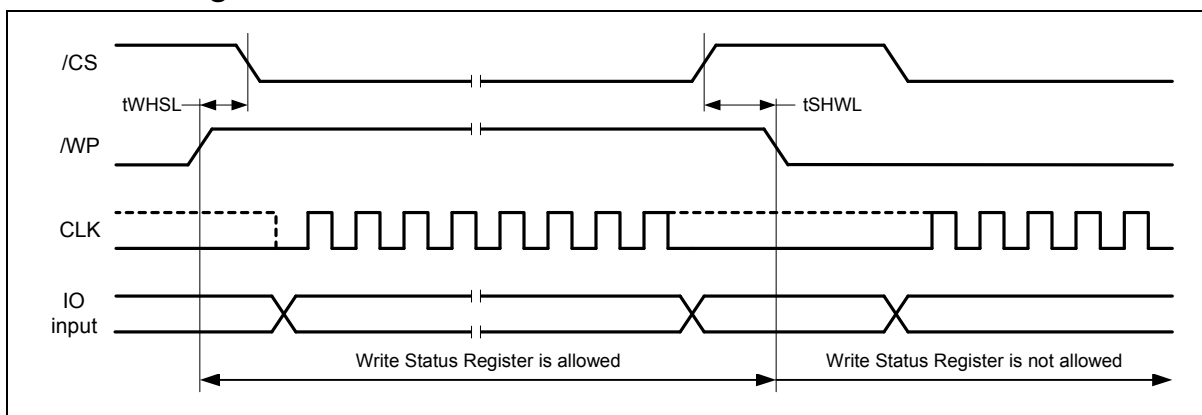 /CS
tWHSL
tSHWL
/WP
CLK
IO
input
Write Status Register is allowed
Write Status Register is not allowed